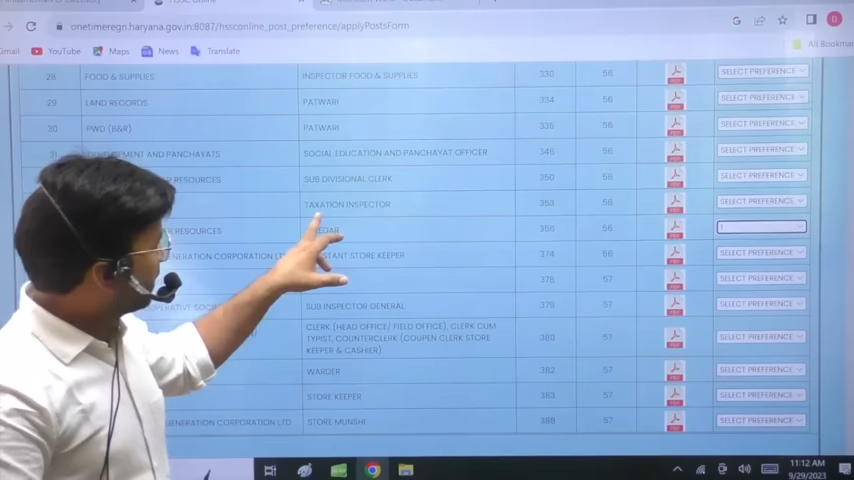 onetimeregn.haryana.gov.in:8087/hssconline_post_preference/applyPostsForm
Gmail YouTube Maps News Translate All Bookmar
28 FOOD & SUPPLIES INSPECTOR FOOD & SUPPLIES 330 56 SELECT PREFERENCE
29 LAND RECORDS PATWARI 334 56 SELECT PREFERENCE
30 PWD (B&R) PATWARI 56 SELECT PREFERENCE
AND PANCHAYATS SOCIAL EDUCATION AND PANCHAYAT OFFICER 346 56 SELECT PREFERENCE
RESOURCES SUB DIVISIONAL CLERK 350 56 SELECT PREFERENCE
TAXATION INSPECTOR 353 56 SELECT PREFERENCE
RESOURCES 356 56 1
GENERATION CORPORATION LTD STORE KEEPER 374 56 SELECT PREFERENCE
378 57 SELECT PREFERENCE
SUB INSPECTOR GENERAL 379 57 SELECT PREFERENCE
CLERK (HEAD OFFICE/ FIELD OFFICE), CLERK CUM
TYPIST, COUNTERCLERK (COUPEN CLERK STORE 380 57 SELECT PREFERENCE
KEEPER & CASHIER)
WARDER 382 57 SELECT PREFERENCE
STORE KEEPER 383 57 SELECT PREFERENCE
GENERATION CORPORATION LTD STORE MUNSHI 388 57 SELECT PREFERENCE
11:12 AM
9/29/2023